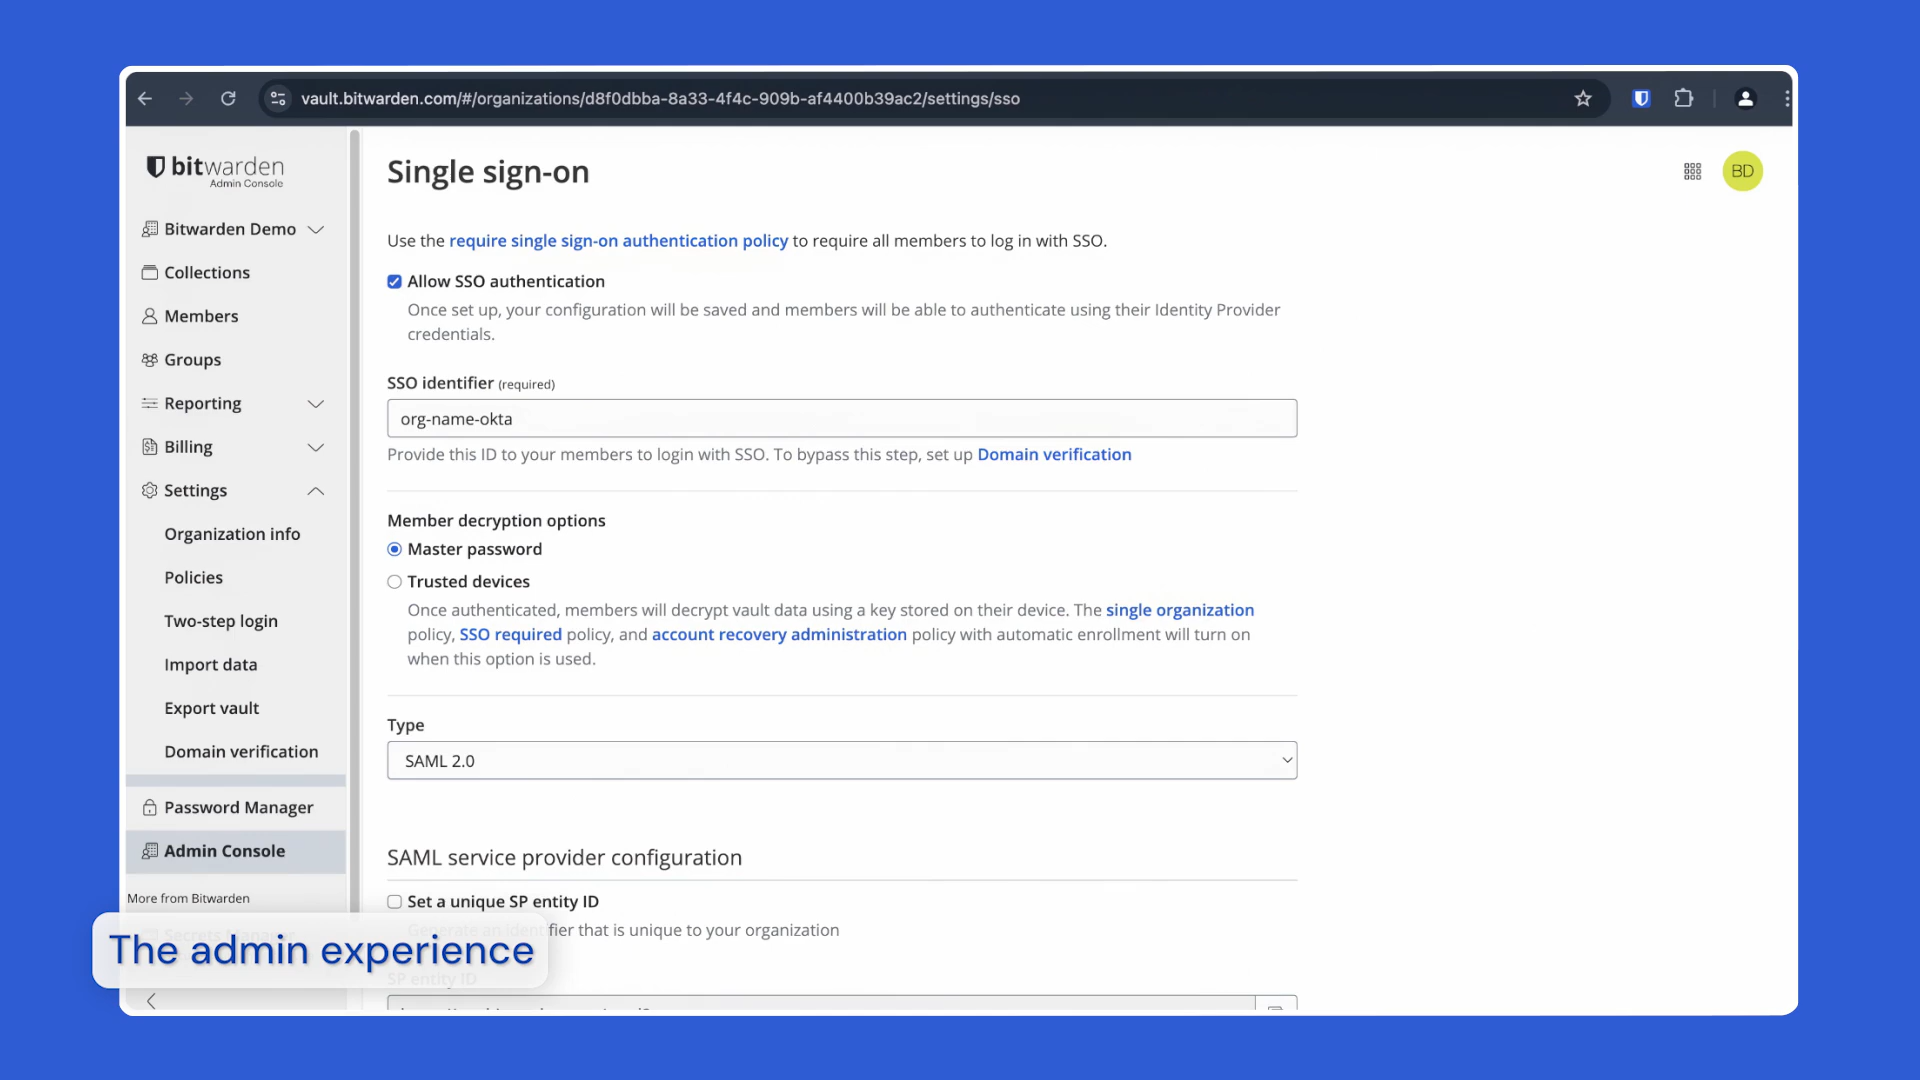 vault.bitwarden.com/#/organizations/d8f0dbba-8a33-4f4c-909b-af4400b39ac2/settings/sso
bitwarden
Admin Console
Bitwarden Demo
Collections
Members
Groups
Reporting
Billing
Settings
Organization info
Policies
Two-step login
Import data
Export vault
Domain verification
Password Manager
Admin Console
More from Bitwarden
Single sign-on
BD
Use the require single sign-on authentication policy to require all members to log in with SSO.
Allow SSO authentication
Once set up, your configuration will be saved and members will be able to authenticate using their Identity Provider
credentials.
SSO identifier (required)
org-name-okta
Provide this ID to your members to login with SSO. To bypass this step, set up Domain verification
Member decryption options
Master password
Trusted devices
Once authenticated, members will decrypt vault data using a key stored on their device. The single organization
policy, SSO required policy, and account recovery administration policy with automatic enrollment will turn on
when this option is used.
Type
SAML 2.0
SAML service provider configuration
Set a unique SP entity ID
Generate an identifier that is unique to your organization
SP entity ID
The admin experience